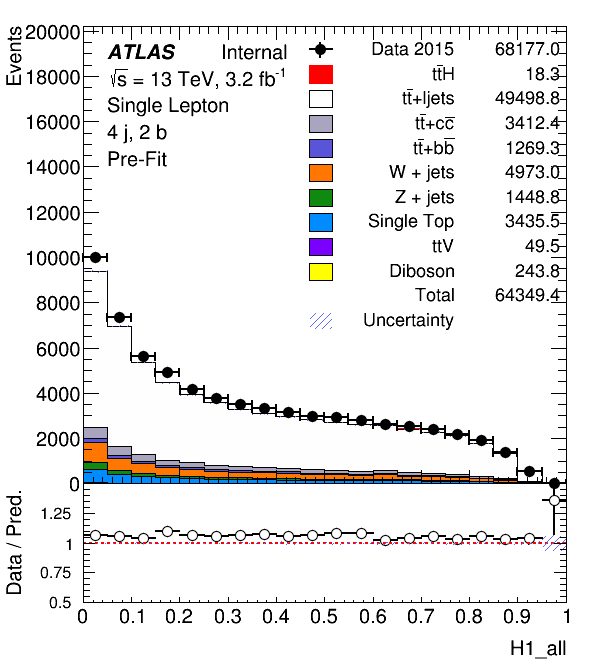 Events
20000
18000
16000
14000
12000
10000
8000
6000
4000
2000
0
ATLAS Internal
√s = 13 TeV, 3.2 fb⁻¹
Single Lepton
4 j, 2 b
Pre-Fit
Data 2015 68177.0
tt̄H 18.3
tt̄+ljets 49498.8
tt̄+cc̄ 3412.4
tt̄+bb̄ 1269.3
W + jets 4973.0
Z + jets 1448.8
Single Top 3435.5
ttV 49.5
Diboson 243.8
Total 64349.4
Uncertainty
Data / Pred.
1.25
1
0.75
0.5
0 0.1 0.2 0.3 0.4 0.5 0.6 0.7 0.8 0.9 1
H1_all